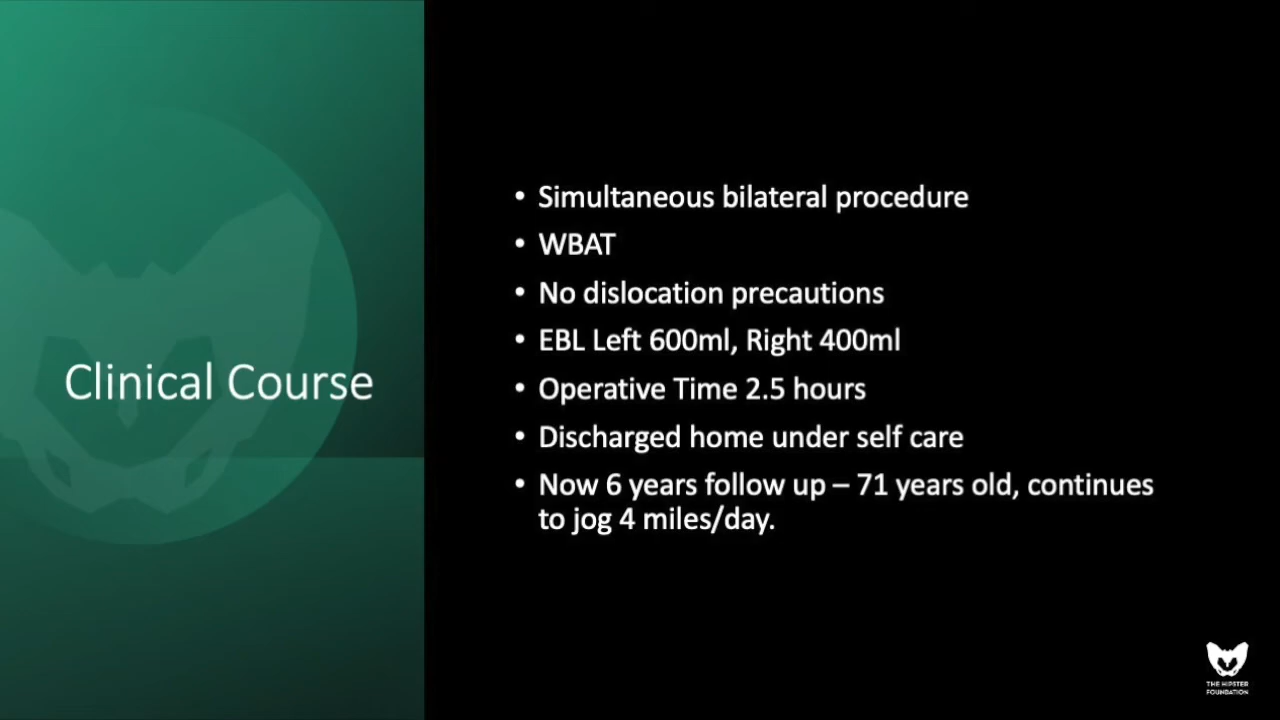 Clinical Course
• Simultaneous bilateral procedure
• WBAT
• No dislocation precautions
• EBL Left 600ml, Right 400ml
• Operative Time 2.5 hours
• Discharged home under self care
• Now 6 years follow up – 71 years old, continues
to jog 4 miles/day.
THE HIPSTER
FOUNDATION